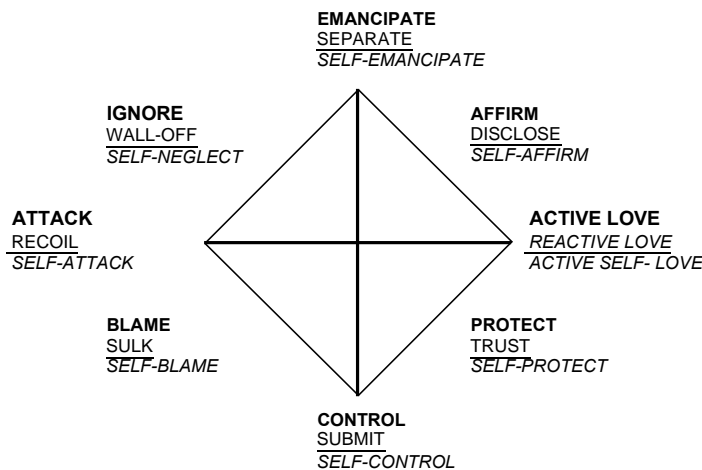 EMANCIPATE
SEPARATE
SELF-EMANCIPATE
IGNORE
WALL-OFF
SELF-NEGLECT
AFFIRM
DISCLOSE
SELF-AFFIRM
ATTACK
RECOIL
SELF-ATTACK
ACTIVE LOVE
REACTIVE LOVE
ACTIVE SELF- LOVE
BLAME
SULK
SELF-BLAME
PROTECT
TRUST
SELF-PROTECT
CONTROL
SUBMIT
SELF-CONTROL